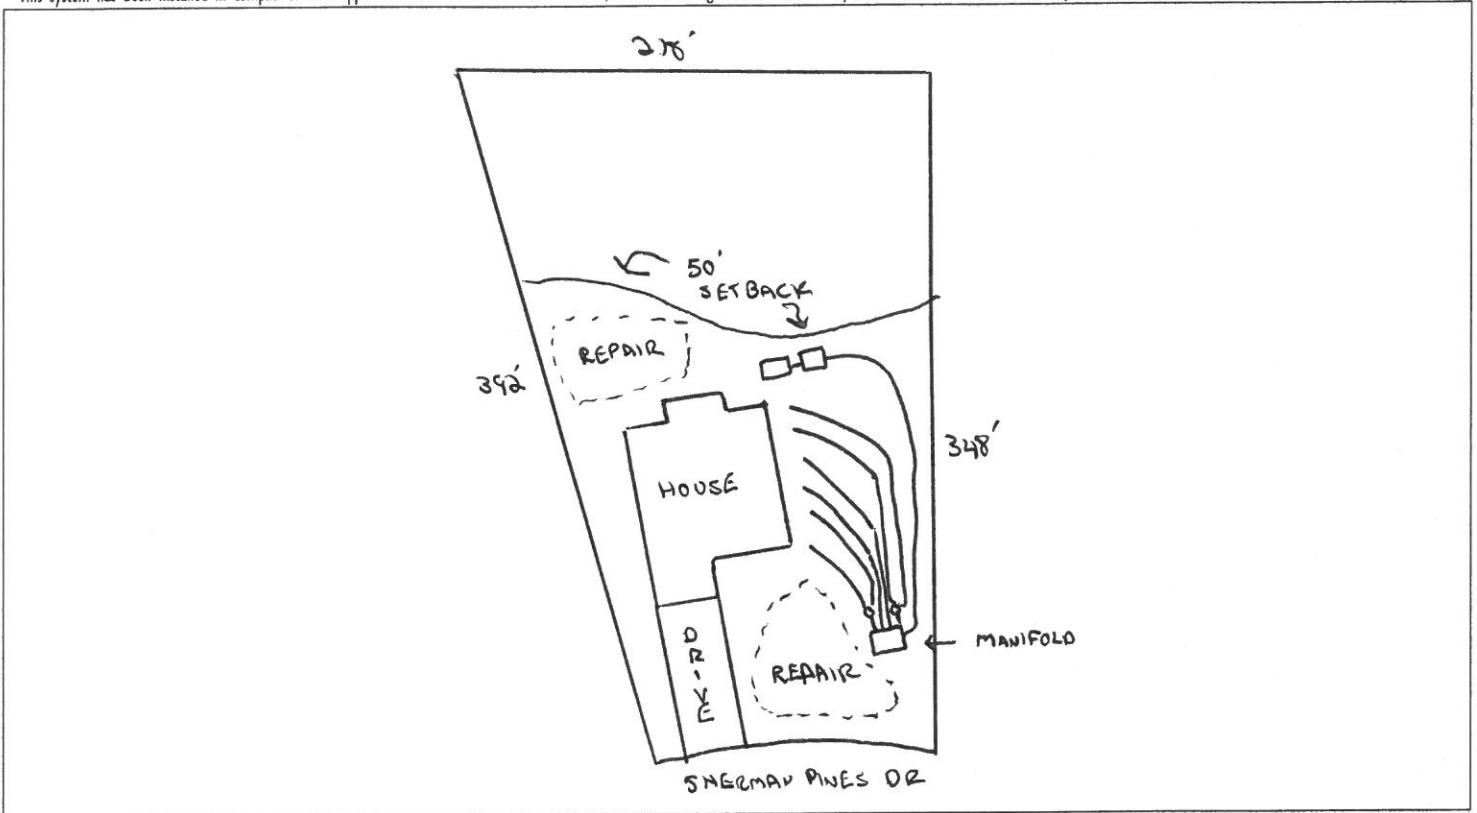 50'
SETBACK
REPAIR
392'
348'
HOUSE
MANIFOLD
DRIVE
REPAIR
SHERMAN PINES DR